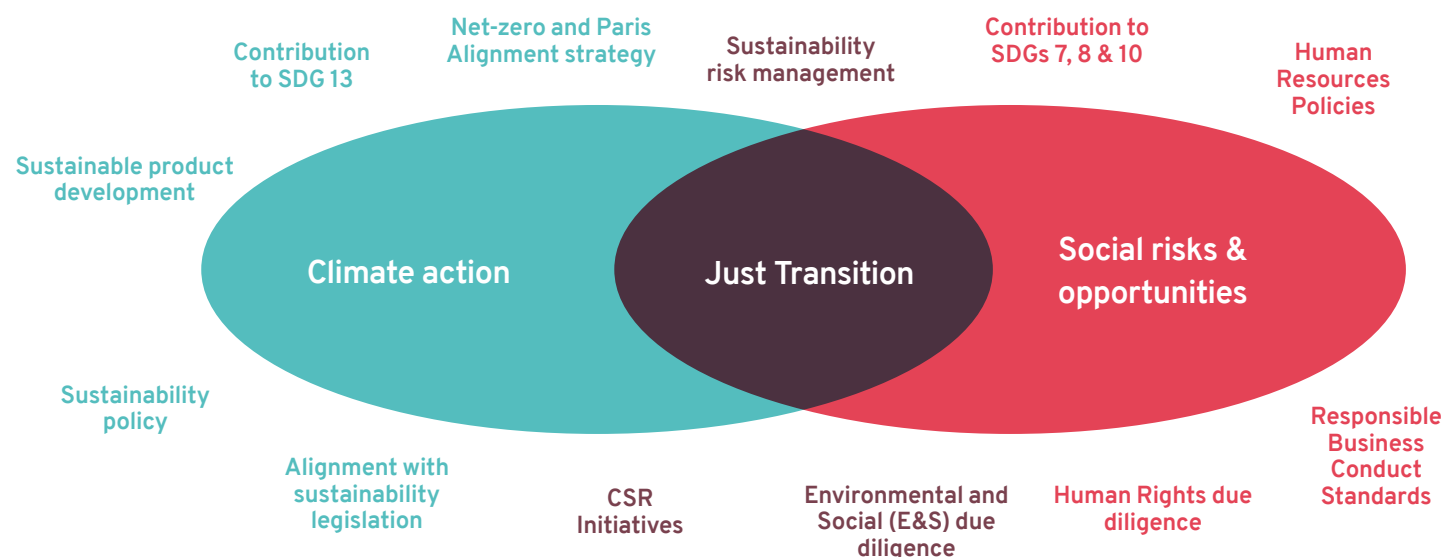 Contribution
to SDG 13
Net-zero and Paris
Alignment strategy
Sustainability
risk management
Contribution to
SDGs 7, 8 & 10
Human
Resources
Policies
Sustainable product
development
Climate action
Just Transition
Social risks &
opportunities
Sustainability
policy
Alignment with
sustainability
legislation
CSR
Initiatives
Environmental and
Social (E&S) due
diligence
Human Rights due
diligence
Responsible
Business
Conduct
Standards